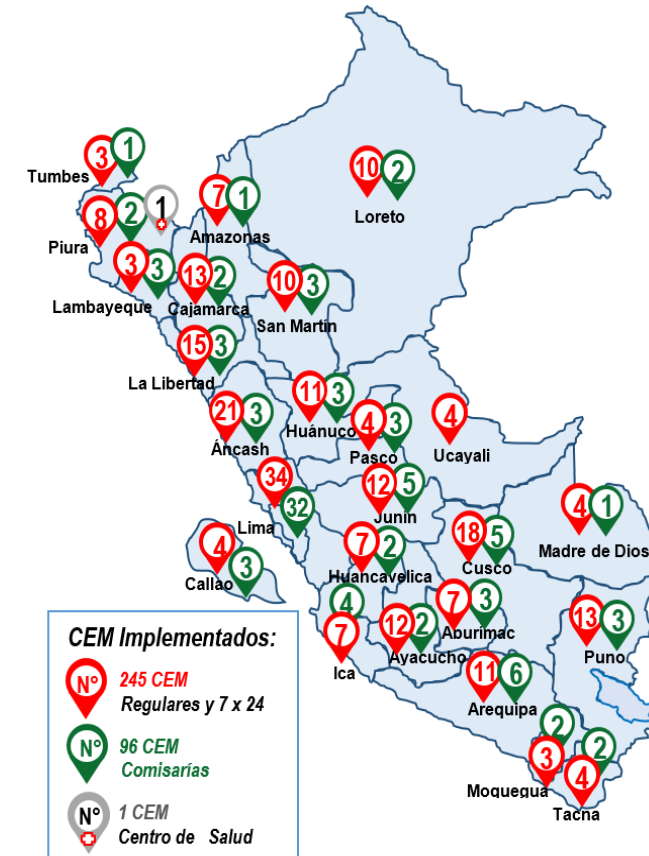 3 1
Tumbes
8 2 1
Piura
7 1
Amazonas
10 2
Loreto
3 3
Lambayeque
13 2
Cajamarca
10 3
San Martín
15 3
La Libertad
21 3
Áncash
11 3
Huánuco
4 3
Pasco
4
Ucayali
34 32
Lima
12 5
Junín
4 3
Callao
7 2
Huancavelica
18 5
Cusco
4 1
Madre de Dios
4 7
Ica
12 2
Ayacucho
7 3
Aburimac
13 3
Puno
11 6
Arequipa
2 3
Moquegua
2 4
Tacna
CEM Implementados:
N° 245 CEM
Regulares y 7 x 24
N° 96 CEM
Comisarías
N° 1 CEM
Centro de Salud